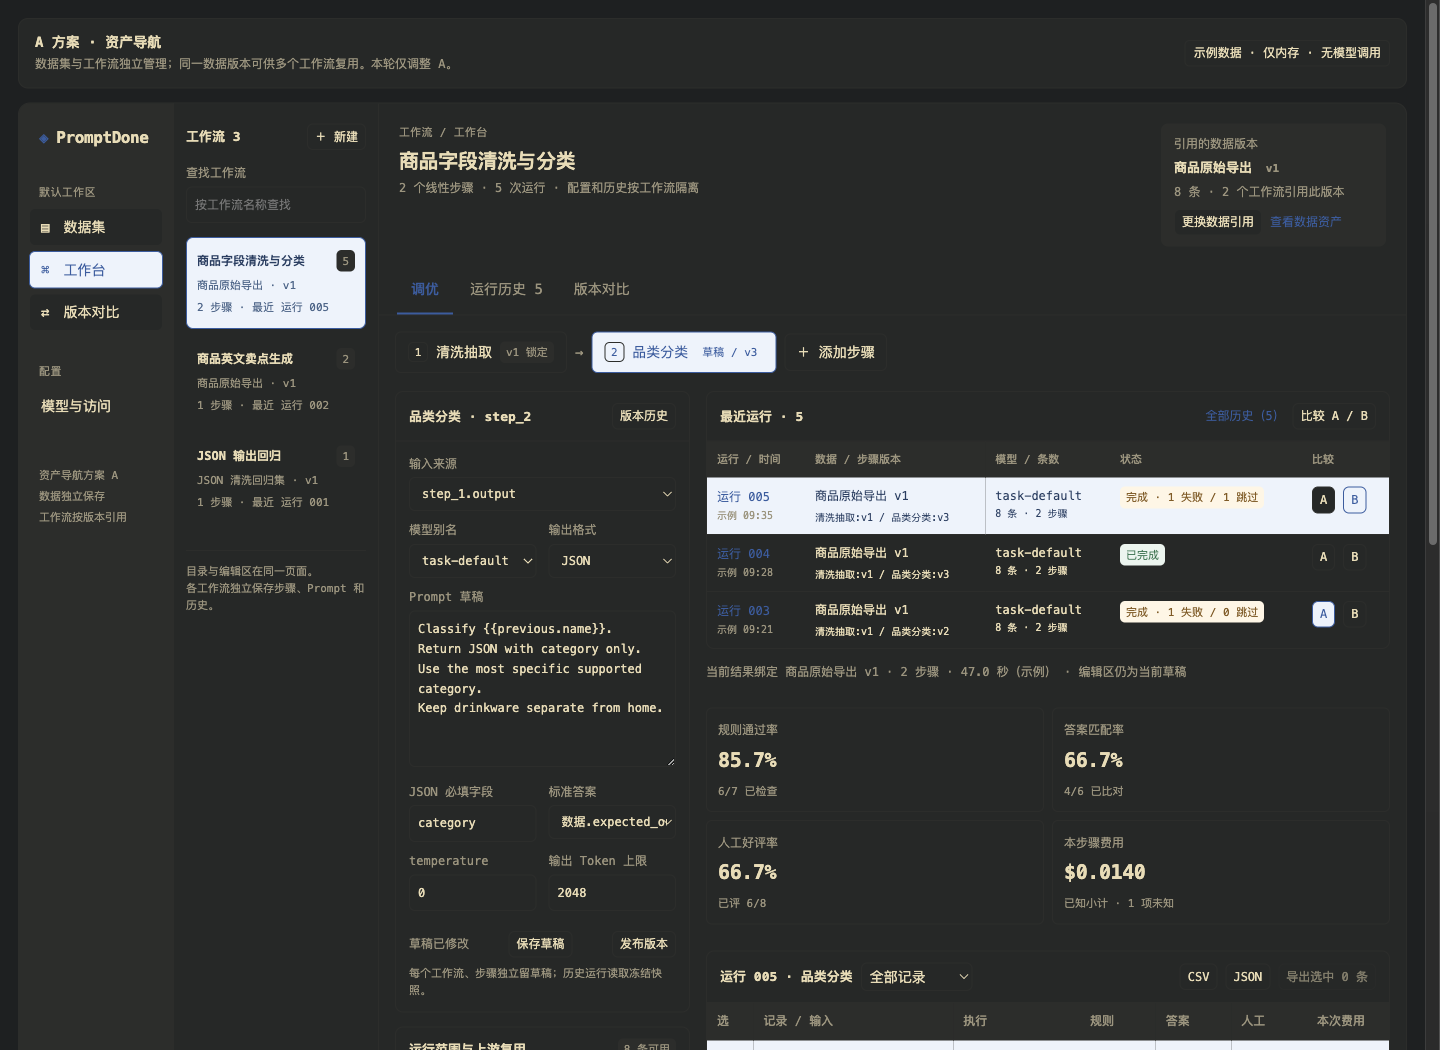 A 方案 · 资产导航
数据集与工作流独立管理；同一数据版本可供多个工作流复用。本轮仅调整 A。
示例数据 · 仅内存 · 无模型调用
PromptDone
默认工作区
数据集
工作台
版本对比
配置
模型与访问
资产导航方案 A
数据独立保存
工作流按版本引用
工作流 3
+ 新建
查找工作流
按工作流名称查找
商品字段清洗与分类 5
商品原始导出 · v1
2 步骤 · 最近 运行 005
商品英文卖点生成 2
商品原始导出 · v1
1 步骤 · 最近 运行 002
JSON 输出回归 1
JSON 清洗回归集 · v1
1 步骤 · 最近 运行 001
目录与编辑区在同一页面。
各工作流独立保存步骤、Prompt 和
历史。
工作流 / 工作台
商品字段清洗与分类
2 个线性步骤 · 5 次运行 · 配置和历史按工作流隔离
引用的数据版本
商品原始导出 v1
8 条 · 2 个工作流引用此版本
更换数据引用 查看数据资产
调优 运行历史 5 版本对比
1 清洗抽取 v1 锁定 → 2 品类分类 草稿 / v3 + 添加步骤
品类分类 · step_2 版本历史
输入来源
step_1.output
模型别名 输出格式
task-default JSON
Prompt 草稿
Classify {{previous.name}}.
Return JSON with category only.
Use the most specific supported
category.
Keep drinkware separate from home.
JSON 必填字段 标准答案
category 数据.expected_o
temperature 输出 Token 上限
0 2048
草稿已修改 保存草稿 发布版本
每个工作流、步骤独立留草稿；历史运行读取冻结快
照。
运行范围与上游复用 8 条可用
最近运行 · 5 全部历史 (5) 比较 A / B
运行 / 时间 数据 / 步骤版本 模型 / 条数 状态 比较
运行 005 商品原始导出 v1 task-default 完成 · 1 失败 / 1 跳过 A B
示例 09:35 清洗抽取:v1 / 品类分类:v3 8 条 · 2 步骤
运行 004 商品原始导出 v1 task-default 已完成 A B
示例 09:28 清洗抽取:v1 / 品类分类:v3 8 条 · 2 步骤
运行 003 商品原始导出 v1 task-default 完成 · 1 失败 / 0 跳过 A B
示例 09:21 清洗抽取:v1 / 品类分类:v2 8 条 · 2 步骤
当前结果绑定 商品原始导出 v1 · 2 步骤 · 47.0 秒（示例） · 编辑区仍为当前草稿
规则通过率
85.7%
6/7 已检查
答案匹配率
66.7%
4/6 已比对
人工好评率
66.7%
已评 6/8
本步骤费用
$0.0140
已知小计 · 1 项未知
运行 005 · 品类分类 全部记录 CSV JSON 导出选中 0 条
选 记录 / 输入 执行 规则 答案 人工 本次费用